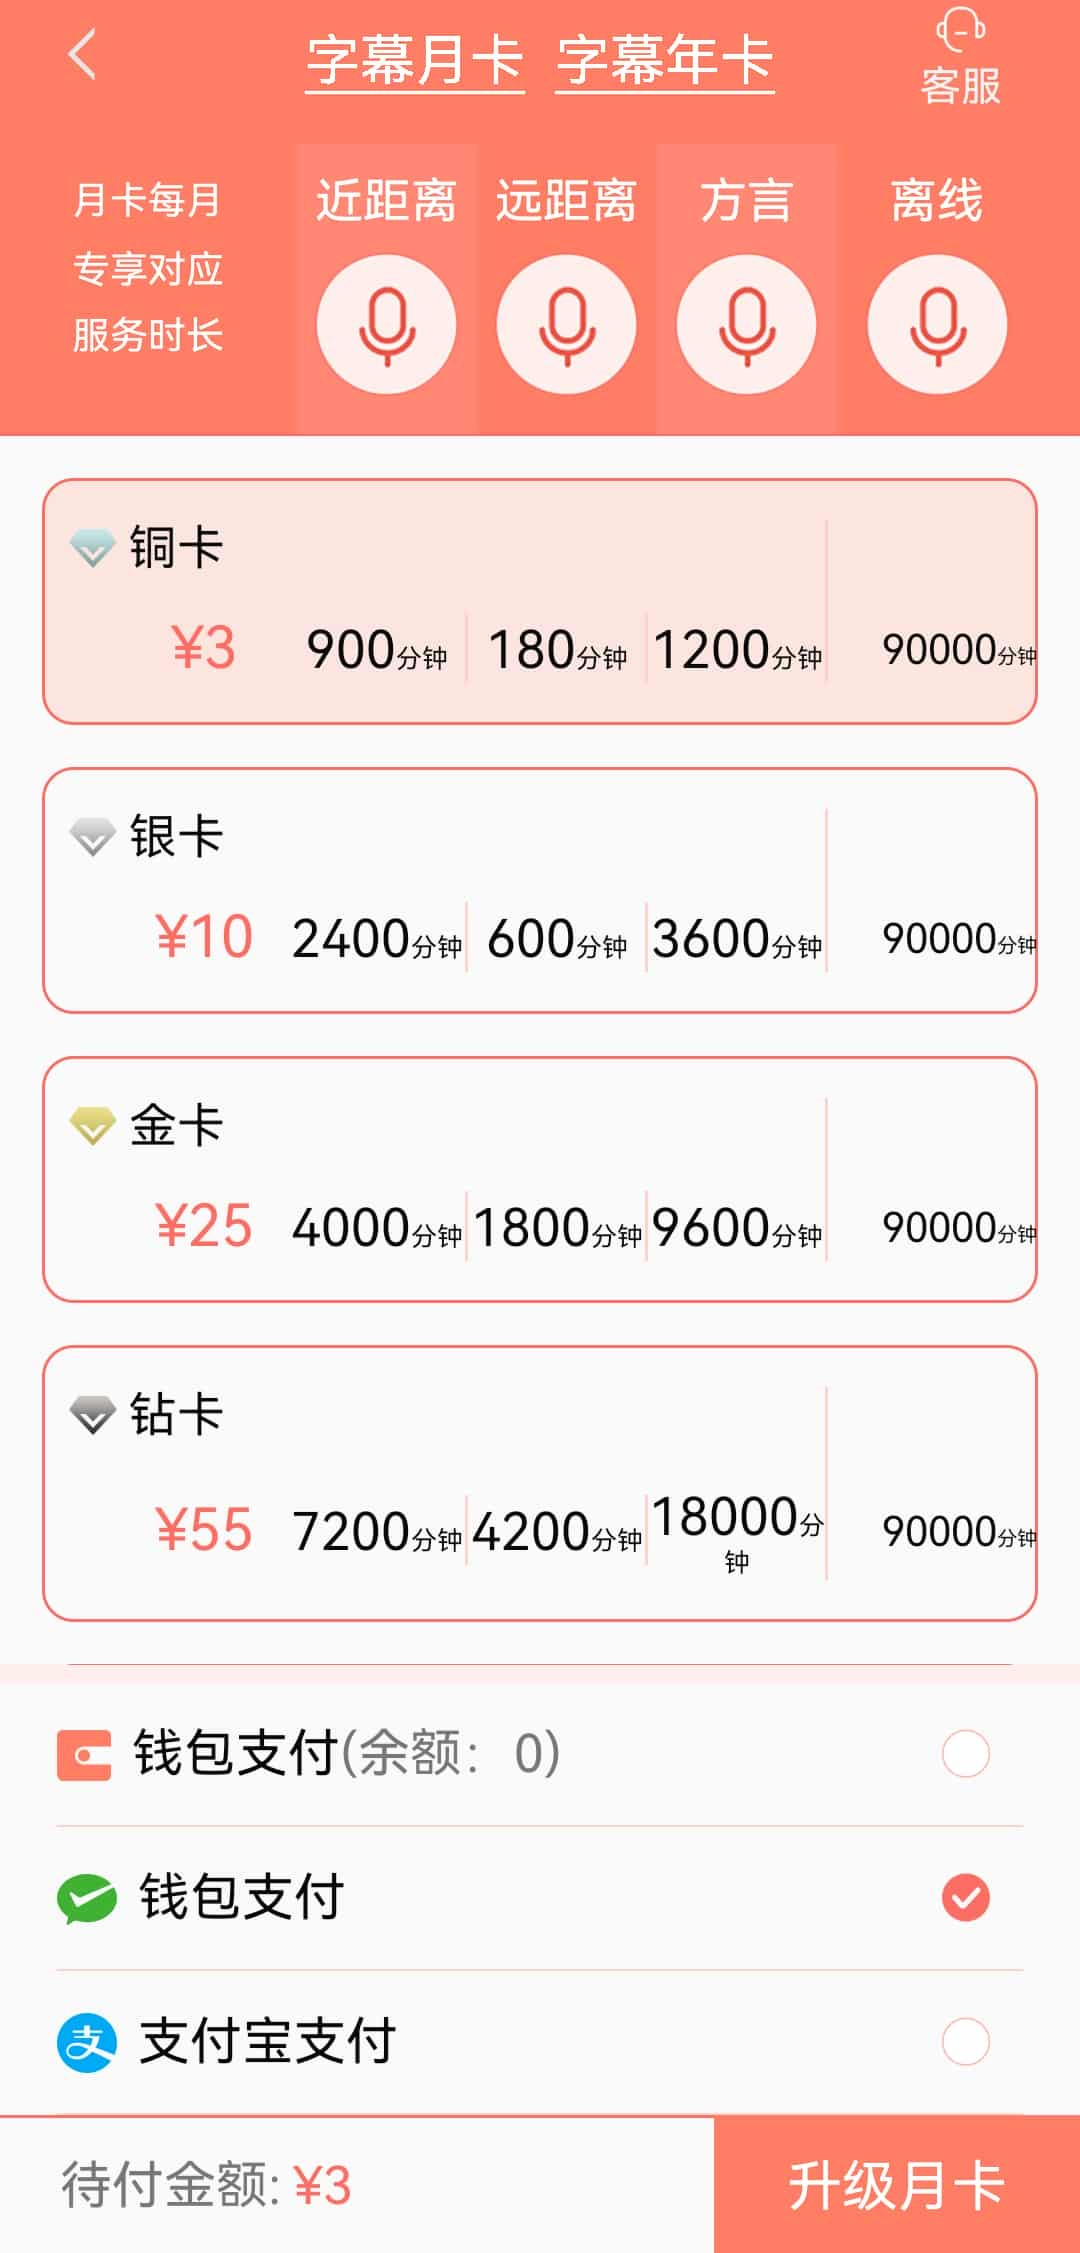 字幕月卡 字幕年卡
客服
月卡每月
专享对应
服务时长
近距离 远距离 方言 离线
铜卡
¥3 900分钟 180分钟 1200分钟 90000分钟
银卡
¥10 2400分钟 600分钟 3600分钟 90000分钟
金卡
¥25 4000分钟 1800分钟 9600分钟 90000分钟
钻卡
¥55 7200分钟 4200分钟 18000分
钟 90000分钟
钱包支付(余额：0)
钱包支付
支付宝支付
待付金额: ¥3
升级月卡